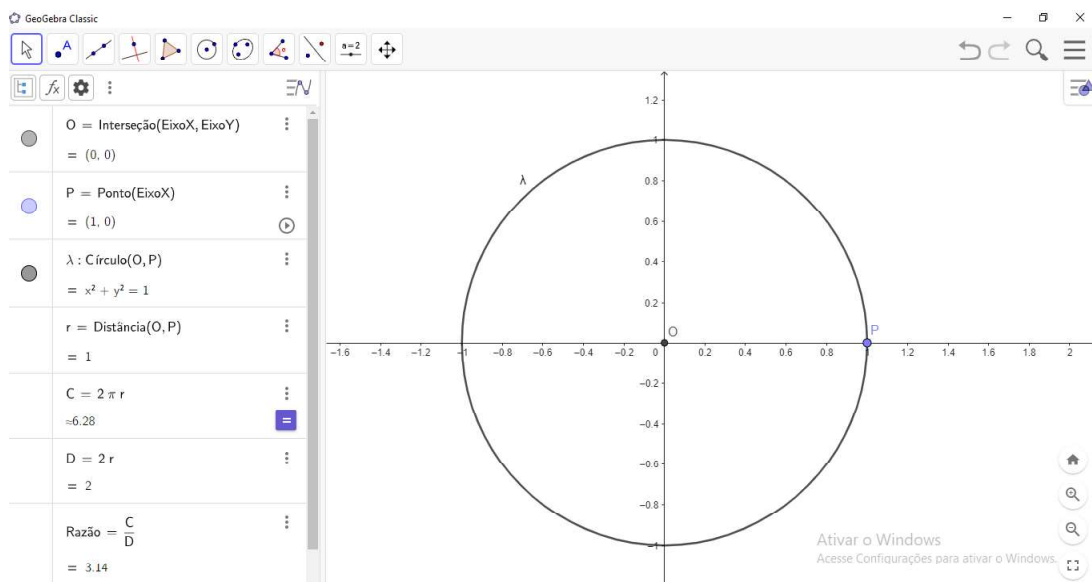 GeoGebra Classic
A
a=2
O = Interseção(EixoX, EixoY)
= (0, 0)
P = Ponto(EixoX)
= (1, 0)
λ : Círculo(O, P)
= x² + y² = 1
r = Distância(O, P)
= 1
C = 2 π r
≈6.28
=
D = 2 r
= 2
Razão = C/D
= 3.14
1.2
1
λ
0.8
0.6
0.4
0.2
O
P
−1.6 −1.4 −1.2 −1 −0.8 −0.6 −0.4 −0.2 0 0.2 0.4 0.6 0.8 1 1.2 1.4 1.6 1.8 2
−0.2
−0.4
−0.6
−0.8
−1
Ativar o Windows
Acesse Configurações para ativar o Windows.